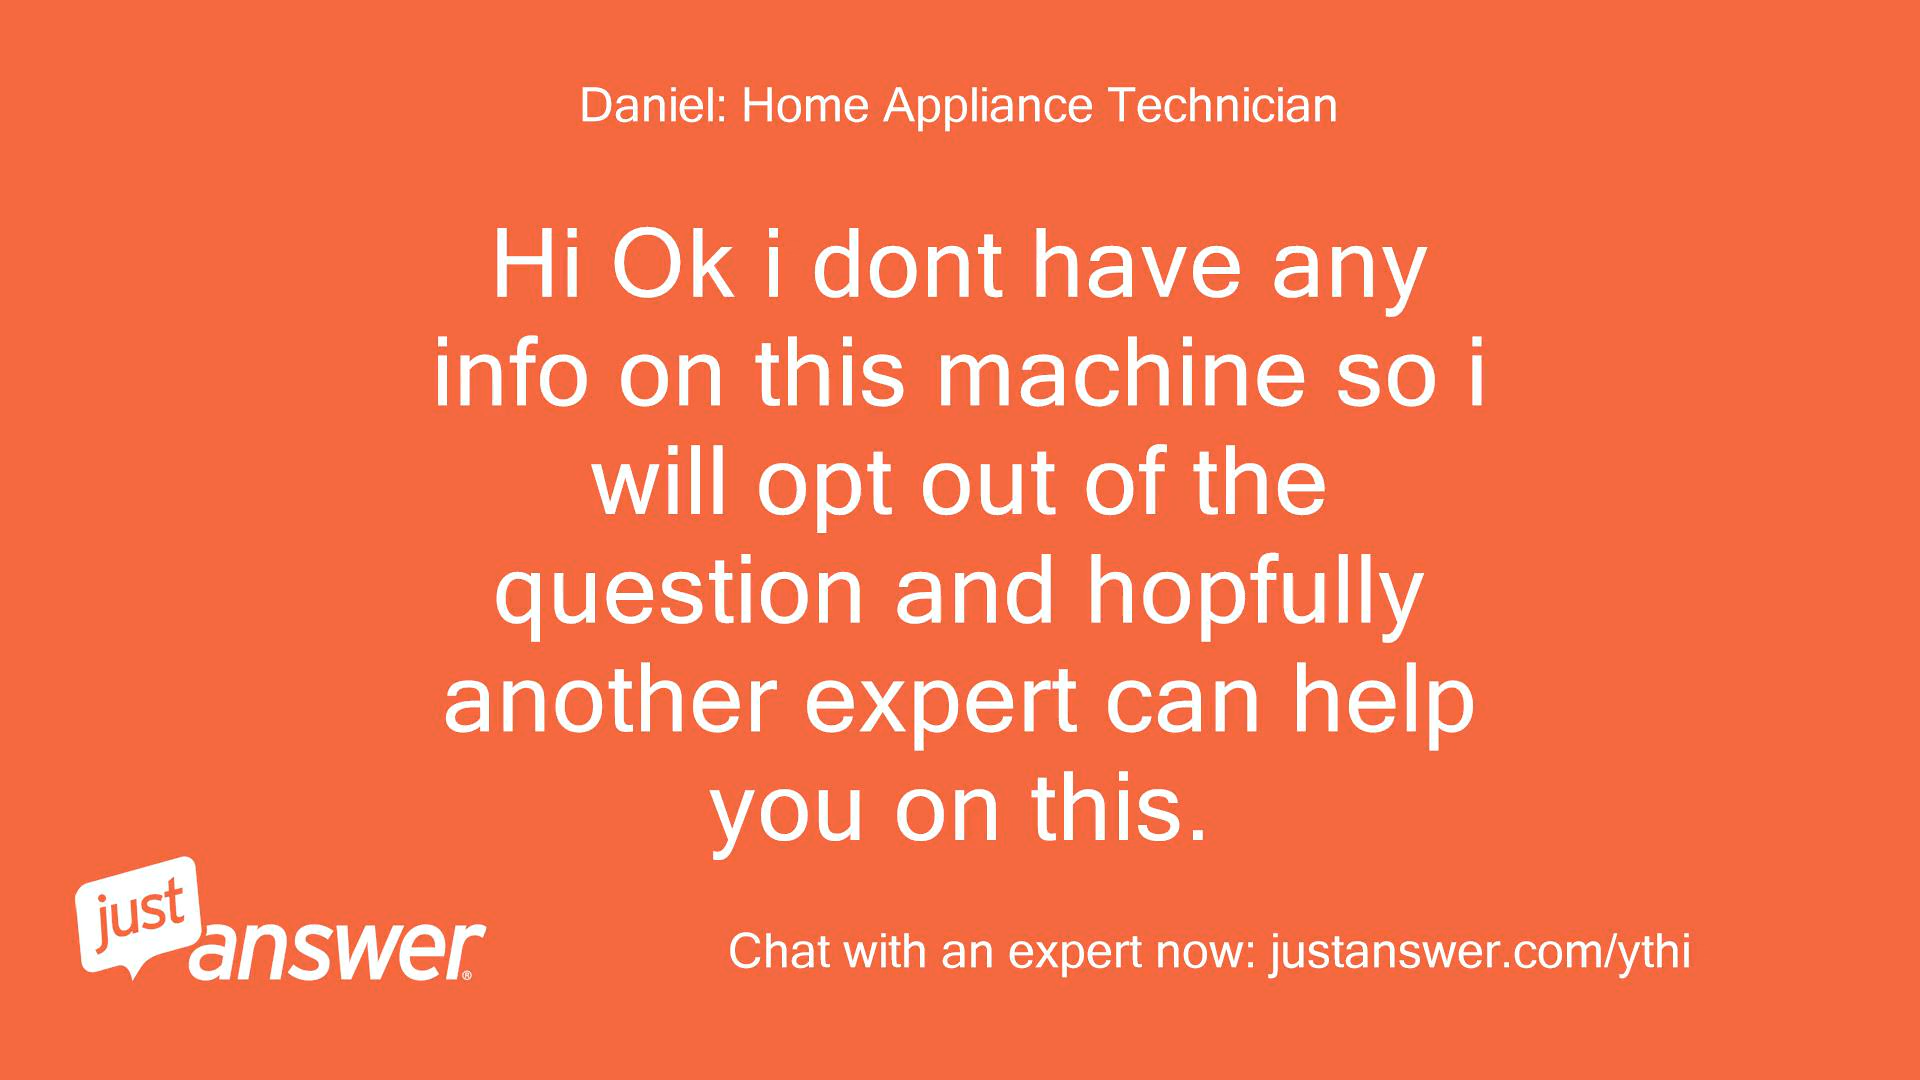 Daniel: Home Appliance Technician
Hi Ok i dont have any
info on this machine so i
will opt out of the
question and hopfully
another expert can help
you on this.
just
answer®
Chat with an expert now: justanswer.com/ythi